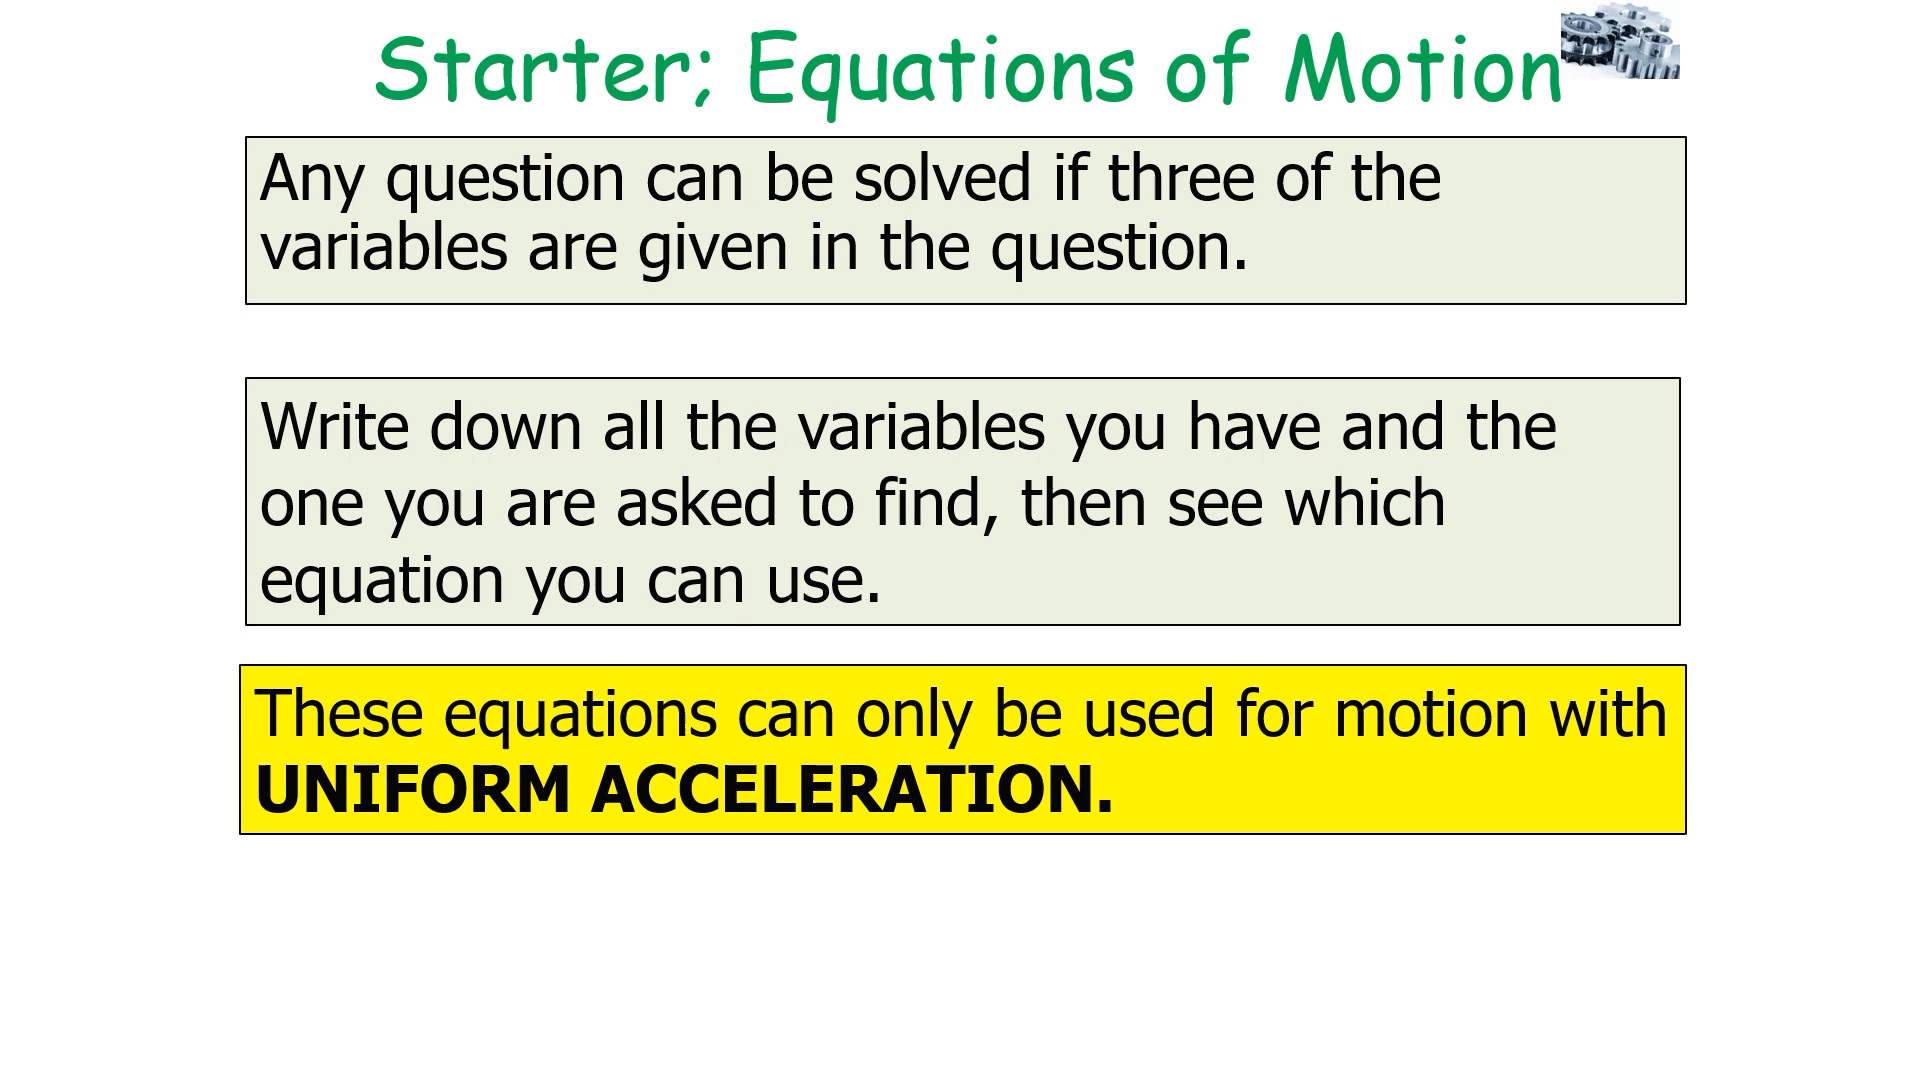 Starter; Equations of Motion
Any question can be solved if three of the
variables are given in the question.
Write down all the variables you have and the
one you are asked to find, then see which
equation you can use.
These equations can only be used for motion with
UNIFORM ACCELERATION.